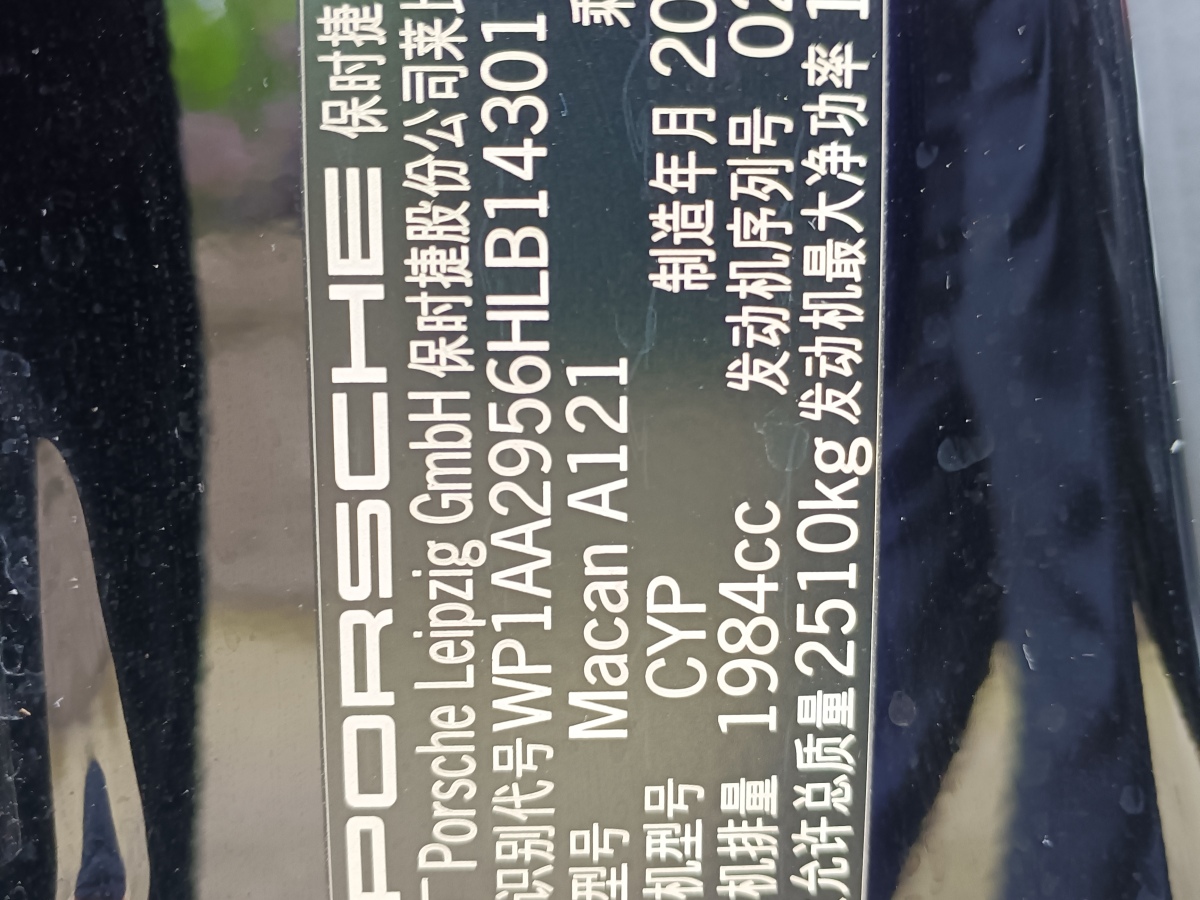 PORSCHE 保时捷
Porsche Leipzig GmbH 保时捷股份公司莱
识别代号 WP1AA2956HLB14301
型号 Macan A121 乘
机型号 CYP 制造年月 20
机排量 1984cc 发动机序列号 02
允许总质量 2510kg 发动机最大净功率 1